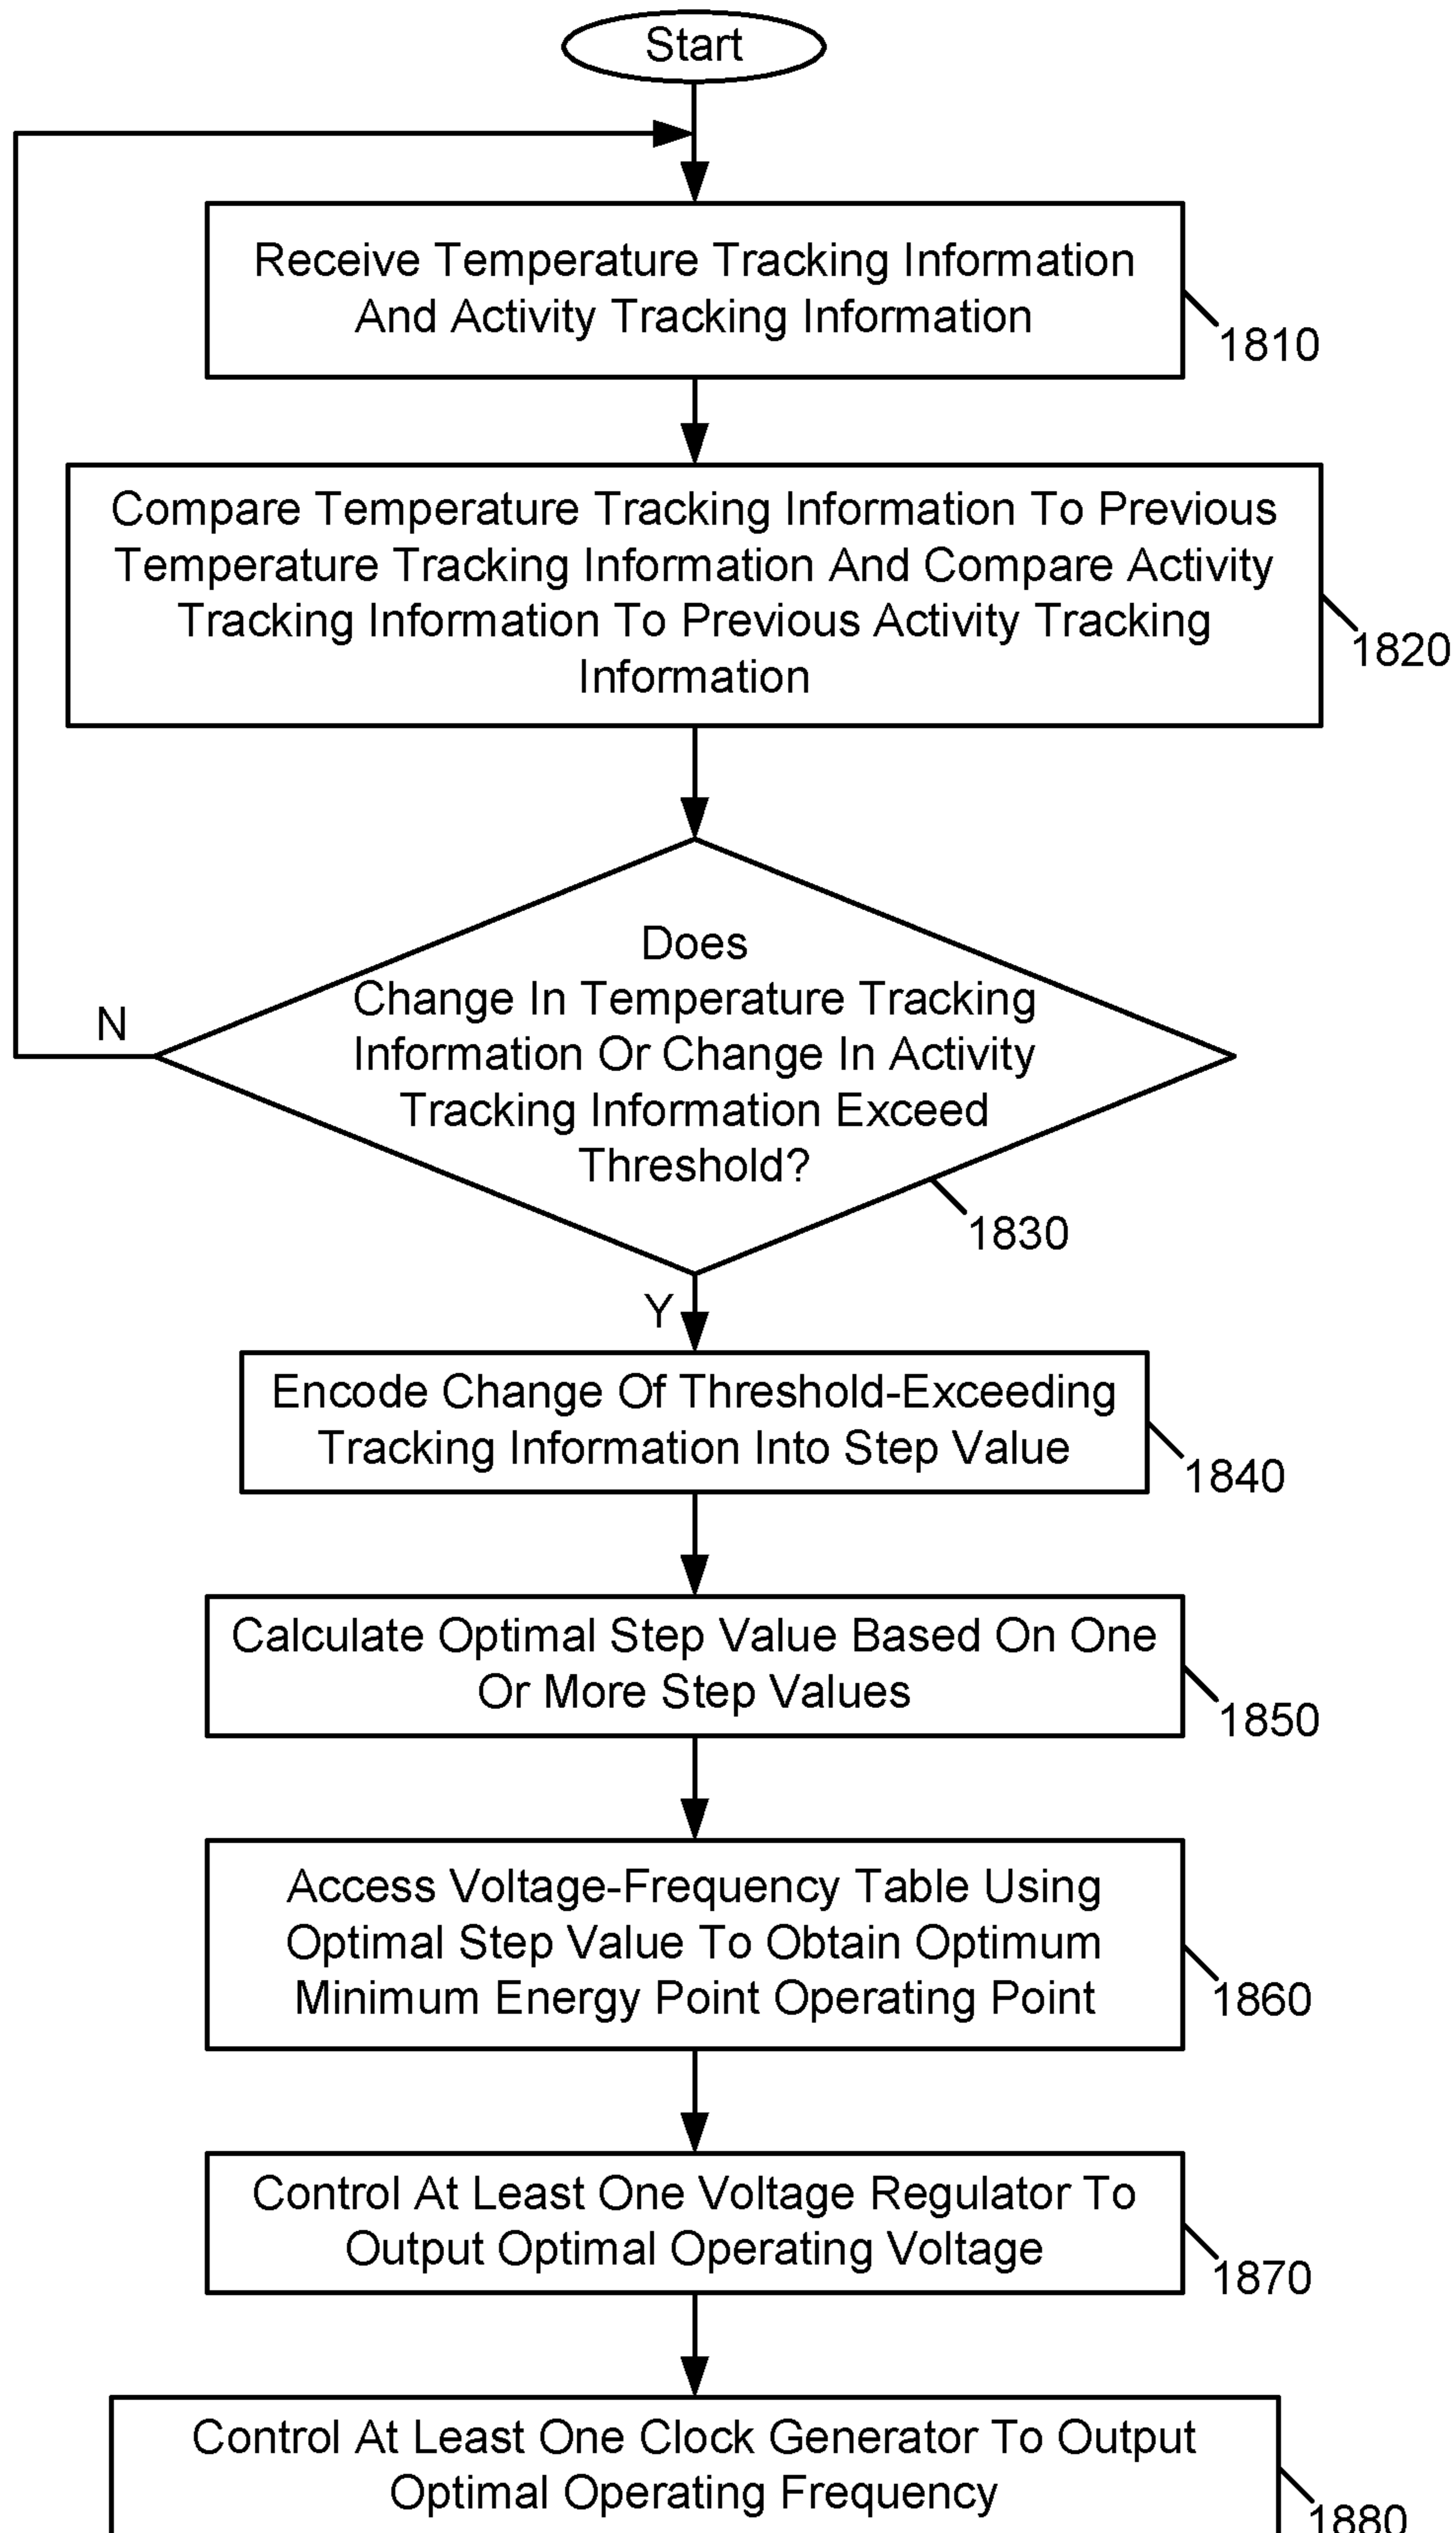 Start
Receive Temperature Tracking Information
And Activity Tracking Information
1810
Compare Temperature Tracking Information To Previous
Temperature Tracking Information And Compare Activity
Tracking Information To Previous Activity Tracking
Information
1820
Does
Change In Temperature Tracking
Information Or Change In Activity
Tracking Information Exceed
Threshold?
N
1830
Y
Encode Change Of Threshold-Exceeding
Tracking Information Into Step Value
1840
Calculate Optimal Step Value Based On One
Or More Step Values
1850
Access Voltage-Frequency Table Using
Optimal Step Value To Obtain Optimum
Minimum Energy Point Operating Point
1860
Control At Least One Voltage Regulator To
Output Optimal Operating Voltage
1870
Control At Least One Clock Generator To Output
Optimal Operating Frequency
1880